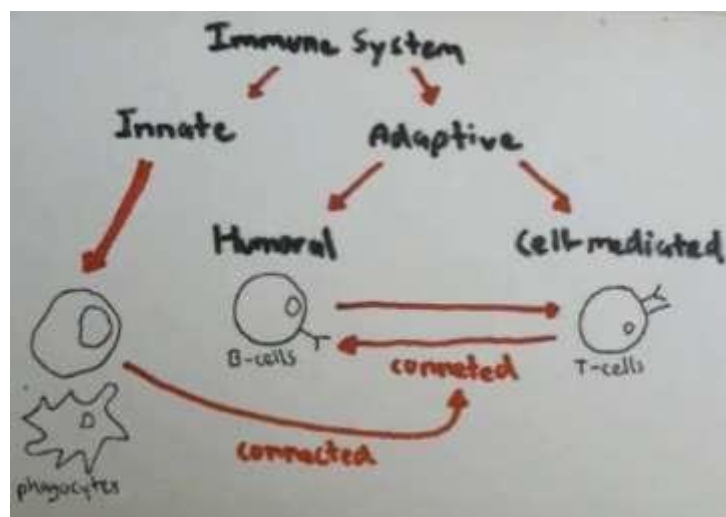 Immune System
Innate
Adaptive
Humoral
Cell-mediated
B-cells
conneted
T-cells
connected
phagocytes